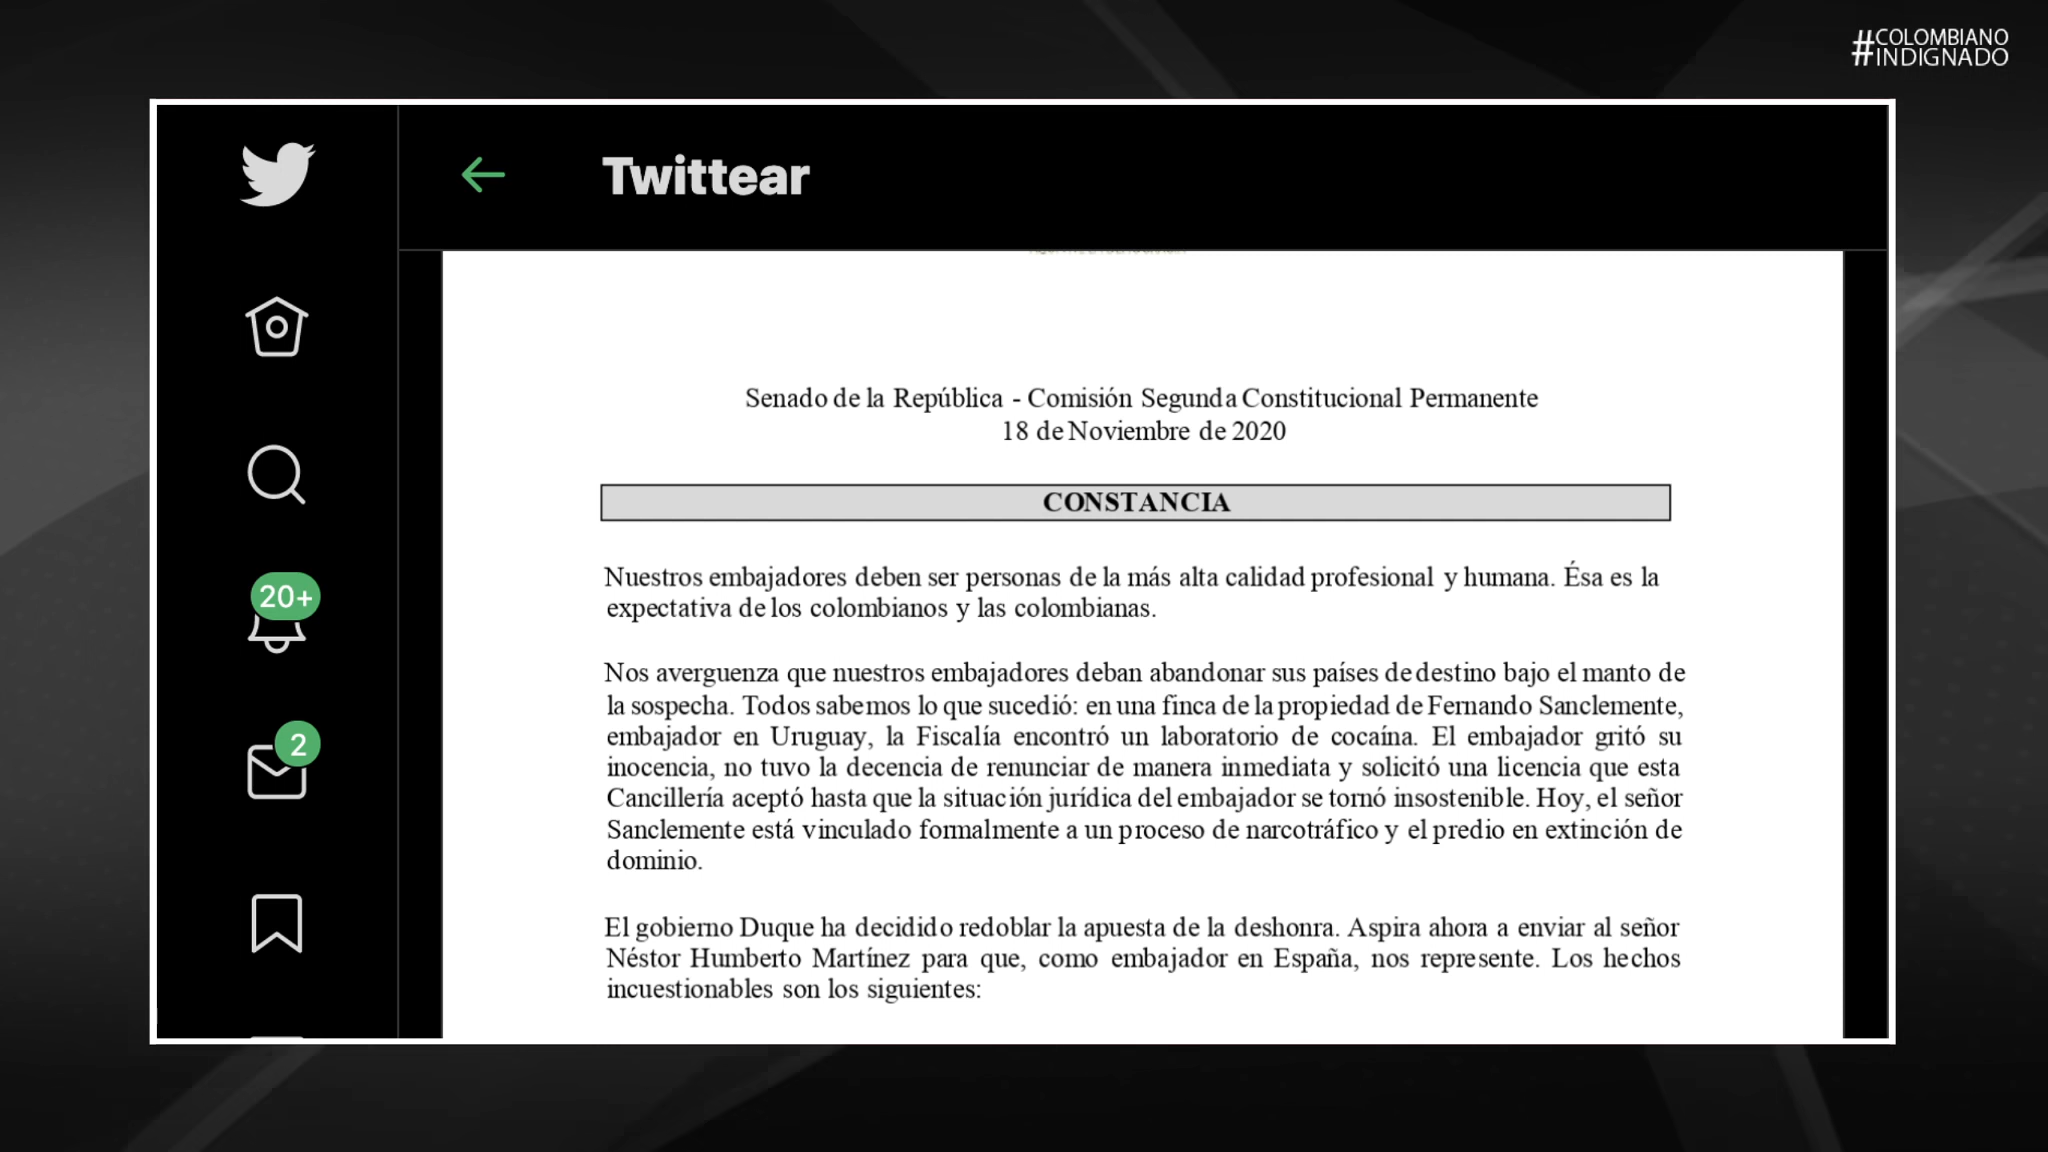 #COLOMBIANO
INDIGNADO
Twittear
Senado de la República - Comisión Segunda Constitucional Permanente
18 de Noviembre de 2020
CONSTANCIA
Nuestros embajadores deben ser personas de la más alta calidad profesional y humana. Ésa es la
expectativa de los colombianos y las colombianas.
20+
Nos averguenza que nuestros embajadores deban abandonar sus países de destino bajo el manto de
la sospecha. Todos sabemos lo que sucedió: en una finca de la propiedad de Fernando Sanclemente,
embajador en Uruguay, la Fiscalía encontró un laboratorio de cocaína. El embajador gritó su
inocencia, no tuvo la decencia de renunciar de manera inmediata y solicitó una licencia que esta
Cancillería aceptó hasta que la situación jurídica del embajador se tornó insostenible. Hoy, el señor
Sanclemente está vinculado formalmente a un proceso de narcotráfico y el predio en extinción de
dominio.
2
El gobierno Duque ha decidido redoblar la apuesta de la deshonra. Aspira ahora a enviar al señor
Néstor Humberto Martínez para que, como embajador en España, nos represente. Los hechos
incuestionables son los siguientes: